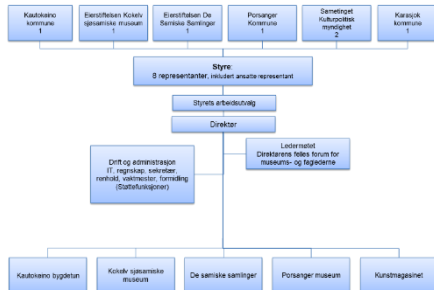 Kautokeino
kommune
1
Eierstiftelsen Kokelv
sjøsamiske museum
1
Eierstiftelsen De
Samiske Samlinger
1
Porsanger
Kommune
1
Sametinget
Kulturpolitisk
myndighet
2
Karasjok
kommune
1
Styre:
8 representanter, inkludert ansatte representant
Styrets arbeidsutvalg
Direktør
Drift og administrasjon
IT, regnskap, sekretær,
renhold, vaktmester, formidling
(Støttefunksjoner)
Ledermøtet
Direktørens felles forum for
museums- og faglederne
Kautokeino bygdetun
Kokelv sjøsamiske
museum
De samiske samlinger
Porsanger museum
Kunstmagasinet